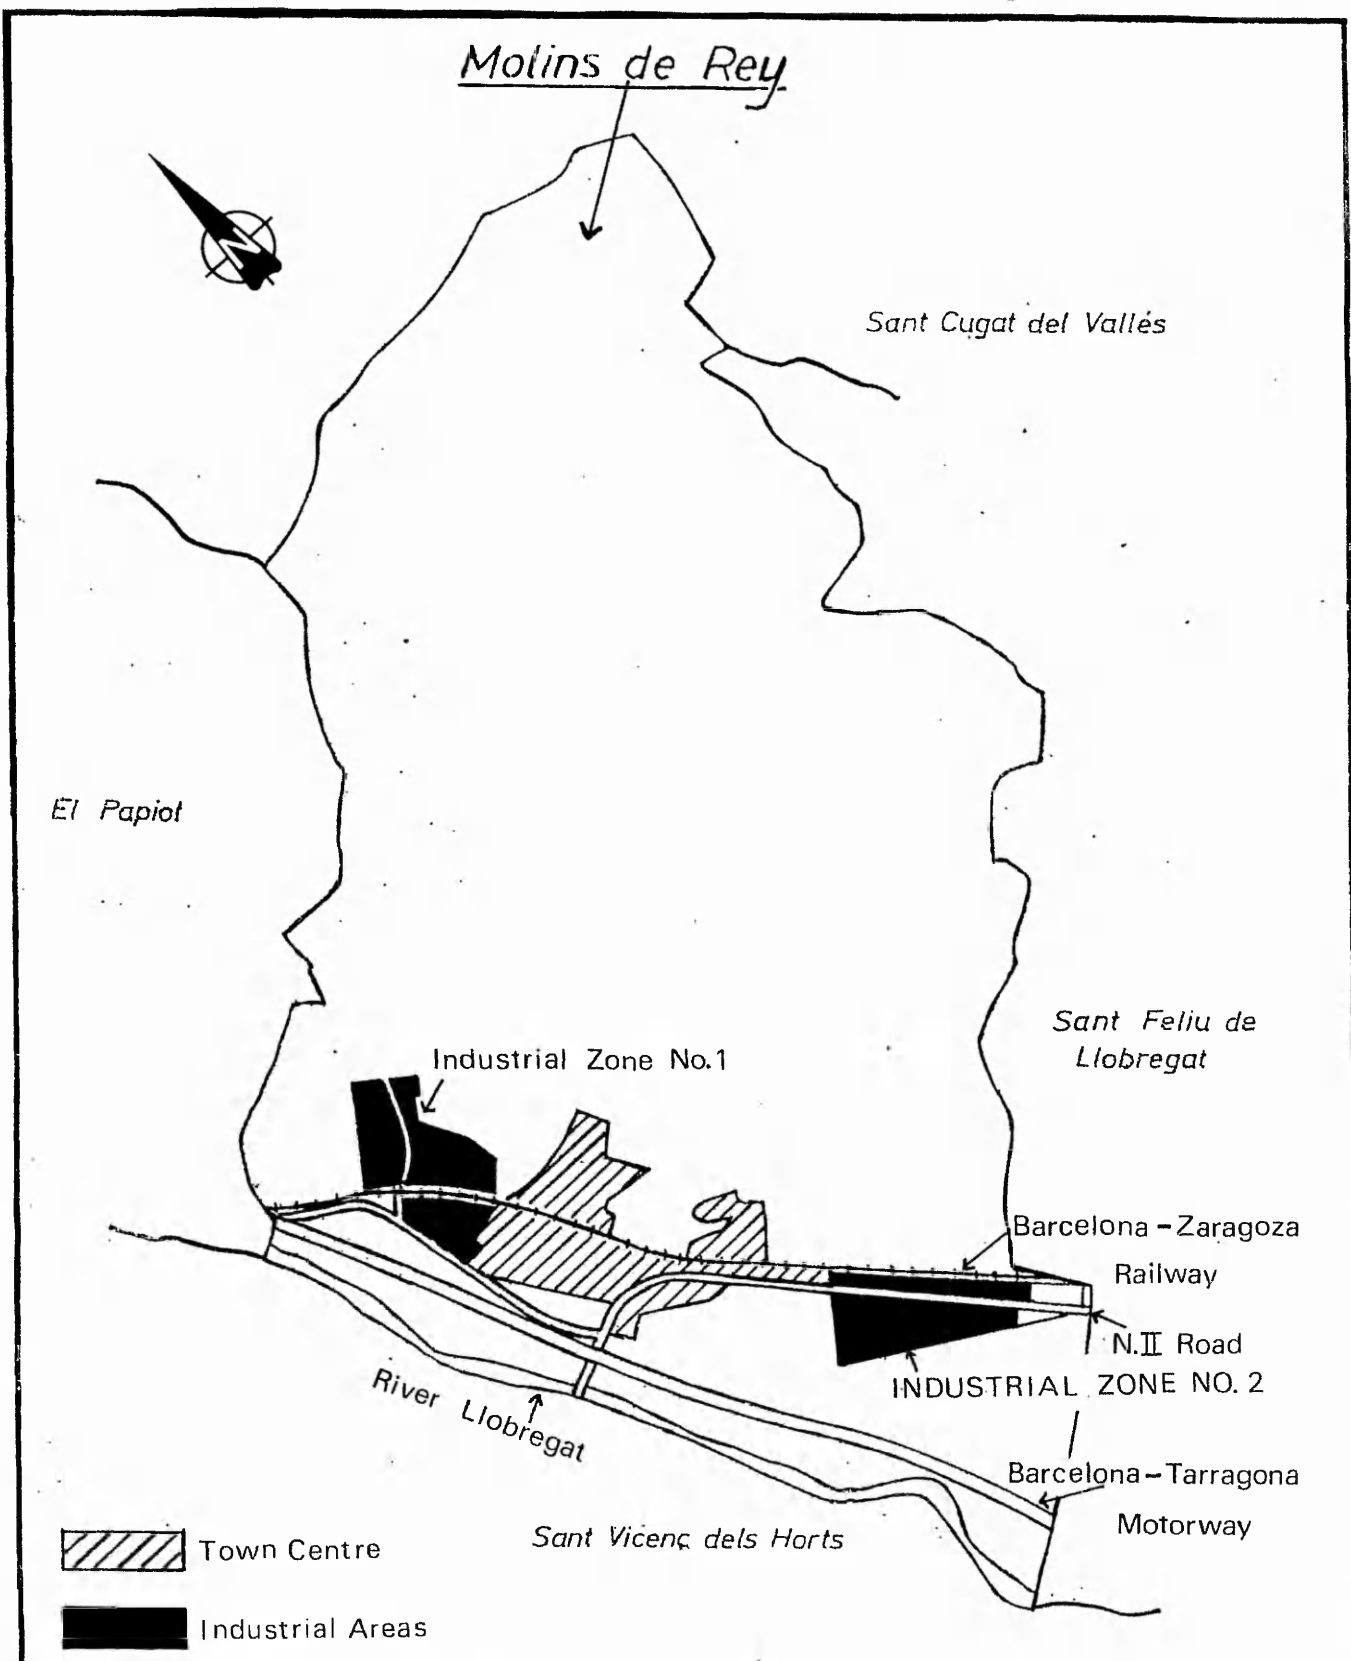 Molins de Rey
N
Sant Cugat del Vallés
El Papiol
Sant Feliu de
Llobregat
Industrial Zone No.1
Barcelona-Zaragoza
Railway
N.II Road
INDUSTRIAL ZONE NO. 2
River Llobregat
Barcelona-Tarragona
Motorway
Sant Vicenç dels Horts
Town Centre
Industrial Areas